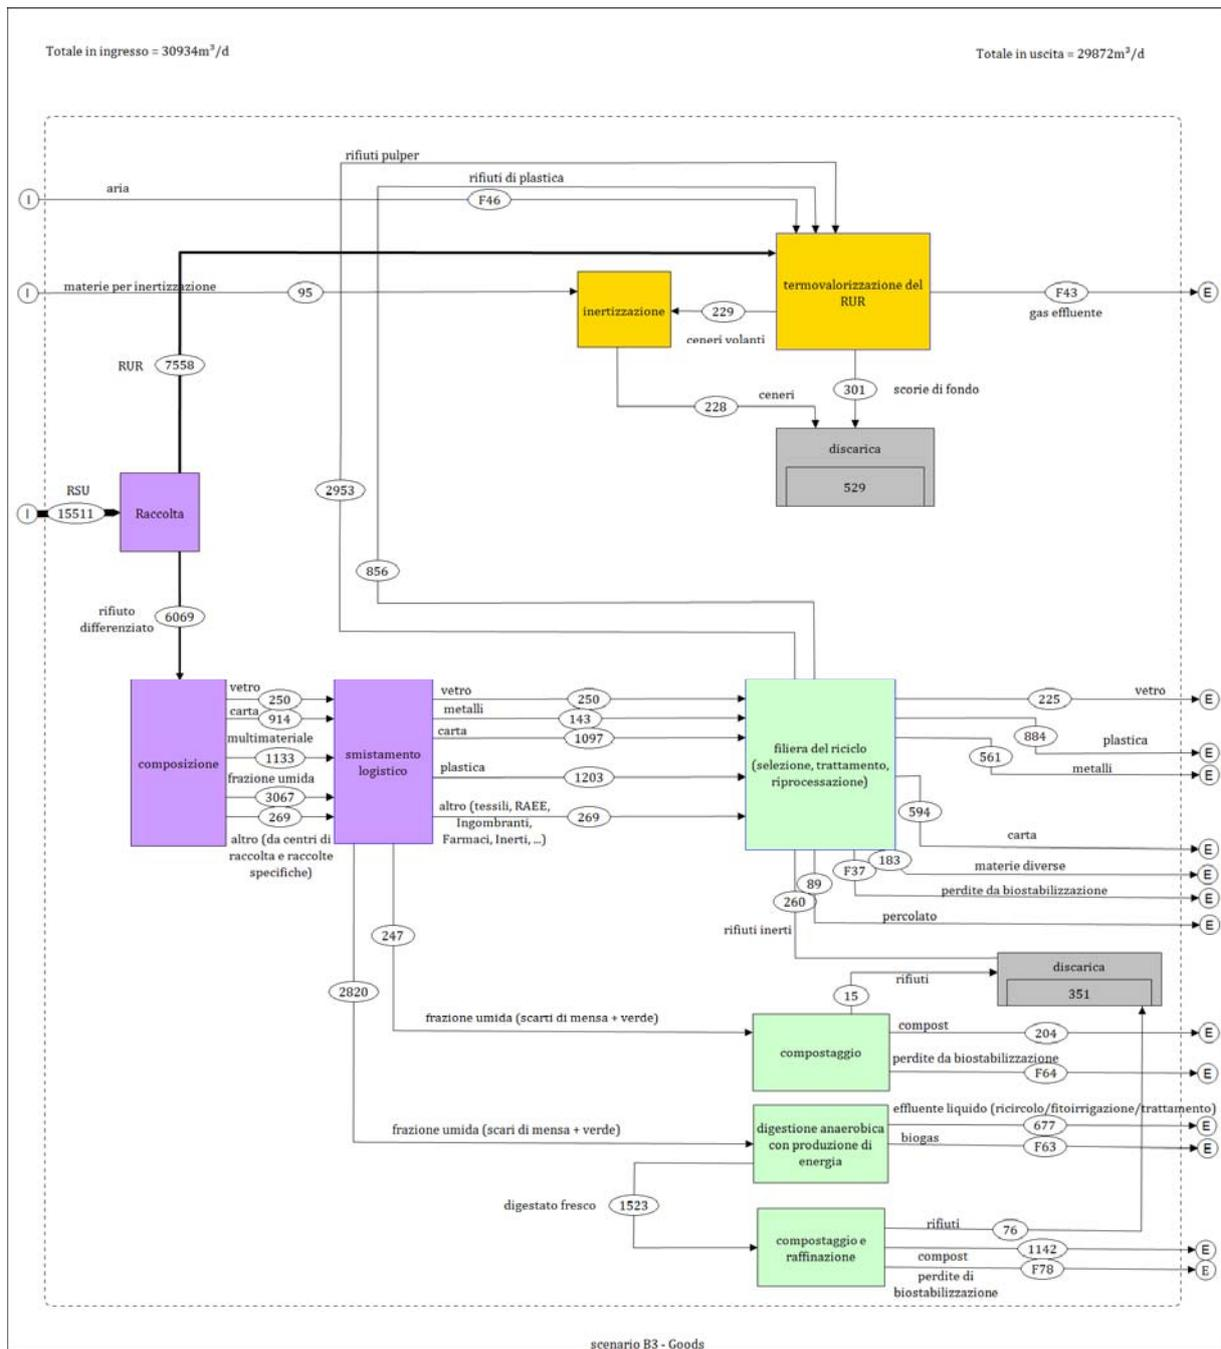 Totale in ingresso = 30934m³/d
Totale in uscita = 29872m³/d
rifiuti pulper
rifiuti di plastica
I
aria
F46
I
materie per inertizzazione
95
inertizzazione
229
ceneri volanti
termovalorizzazione del
RUR
F43
gas effluente
E
RUR
7558
228
ceneri
301
scorie di fondo
discarica
529
2953
RSU
I
15511
Raccolta
856
rifiuto
differenziato
6069
composizione
vetro
250
carta
914
multimateriale
1133
frazione umida
3067
269
altro (da centri di
raccolta e raccolte
specifiche)
smistamento
logistico
vetro
250
metalli
143
carta
1097
plastica
1203
altro (tessili, RAEE,
Ingombranti,
Farmaci, Inerti, ...)
269
filiera del riciclo
(selezione, trattamento,
riprocessazione)
225
vetro
E
884
plastica
E
561
metalli
E
594
carta
E
183
materie diverse
E
F37
perdite da biostabilizzazione
E
89
percolato
E
260
rifiuti inerti
247
2820
discarica
351
15
rifiuti
frazione umida (scarti di mensa + verde)
compostaggio
compost
204
E
perdite da biostabilizzazione
F64
E
frazione umida (scari di mensa + verde)
digestione anaerobica
con produzione di
energia
effluente liquido (ricircolo/fitoirrigazione/trattamento)
677
E
biogas
F63
E
digestato fresco
1523
compostaggio e
raffinazione
rifiuti
76
1142
compost
E
F78
perdite di
biostabilizzazione
E
scenario B3 - Goods